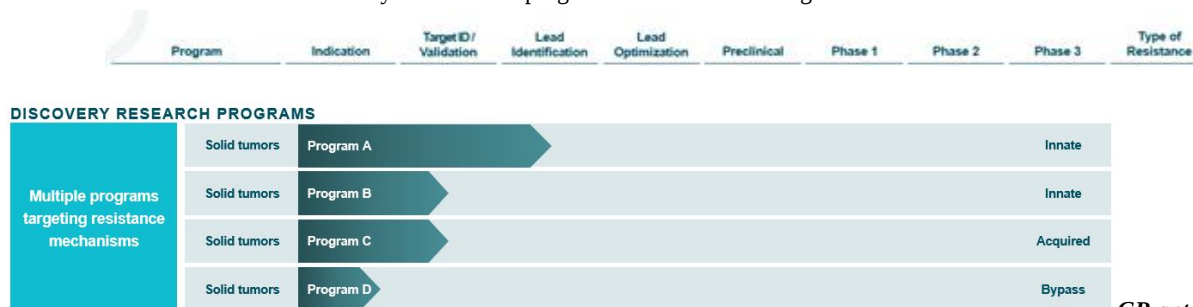 Program Indication Target ID / Validation Lead Identification Lead Optimization Preclinical Phase 1 Phase 2 Phase 3 Type of Resistance
DISCOVERY RESEARCH PROGRAMS
Multiple programs
targeting resistance
mechanisms
Solid tumors Program A Innate
Solid tumors Program B Innate
Solid tumors Program C Acquired
Solid tumors Program D Bypass